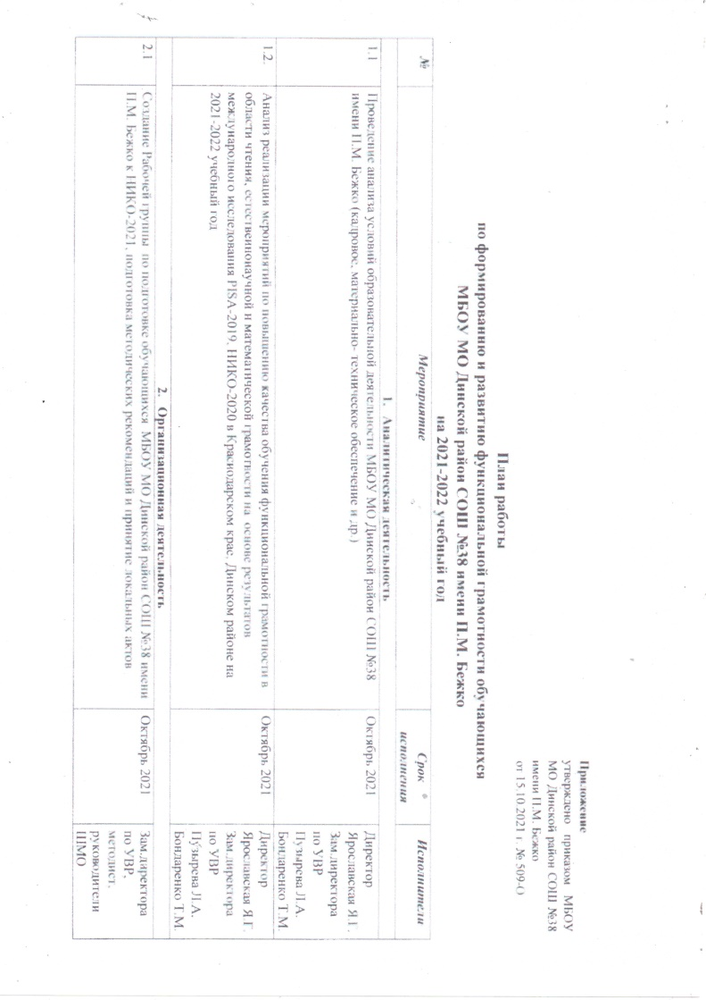 Приложение
утверждено приказом МБОУ
МО Динской район СОШ №38
имени П.М. Бежко
от 15.10.2021 г. № 509-О
План работы
по формированию и развитию функциональной грамотности обучающихся
МБОУ МО Динской район СОШ №38 имени П.М. Бежко
на 2021-2022 учебный год
№
Мероприятие
Срок
исполнения
Исполнители
1. Аналитическая деятельность
1.1
Проведение анализа условий образовательной деятельности МБОУ МО Динской район СОШ №38
имени П.М. Бежко (кадровое, материально- техническое обеспечение и др.)
Октябрь 2021
Директор
Ярославская Я.Г.
Зам.директора
по УВР
Пузырева Л.А.
Бондаренко Т.М.
1.2.
Анализ реализации мероприятий по повышению качества обучения функциональной грамотности в
области чтения, естественнонаучной и математической грамотности на основе результатов
международного исследования PISA-2019, НИКО-2020 в Краснодарском крае, Динском районе на
2021-2022 учебный год
Октябрь 2021
Директор
Ярославская Я.Г.
Зам.директора
по УВР
Пузырева Л.А.
Бондаренко Т.М.
2. Организационная деятельность
2.1
Создание Рабочей группы по подготовке обучающихся МБОУ МО Динской район СОШ №38 имени
П.М. Бежко к НИКО-2021, подготовка методических рекомендаций и принятие локальных актов
Октябрь 2021
Зам.директора
по УВР,
методист,
руководители
ШМО